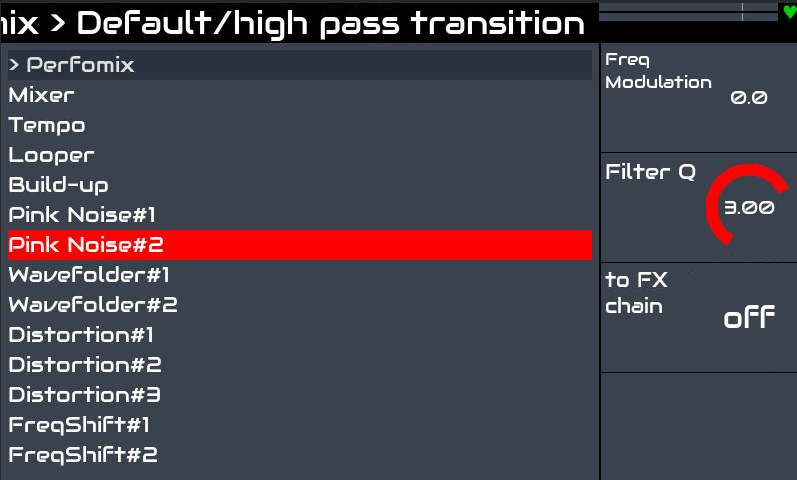 ix > Default/high pass transition
> Perfomix
Mixer
Tempo
Looper
Build-up
Pink Noise#1
Pink Noise#2
Wavefolder#1
Wavefolder#2
Distortion#1
Distortion#2
Distortion#3
FreqShift#1
FreqShift#2
Freq
Modulation
0.0
Filter Q
3.00
to FX
chain
off